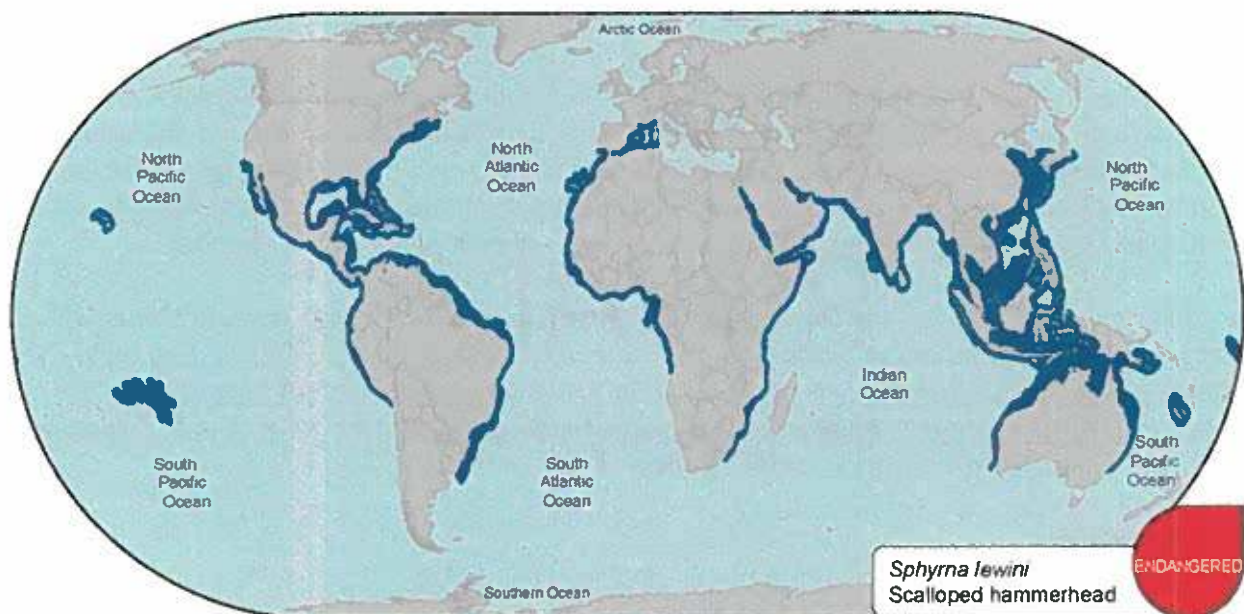 Arctic Ocean
North
Pacific
Ocean
North
Atlantic
Ocean
North
Pacific
Ocean
Indian
Ocean
South
Pacific
Ocean
South
Atlantic
Ocean
South
Pacific
Ocean
Southern Ocean
Sphyrna lewini
Scalloped hammerhead
ENDANGERED